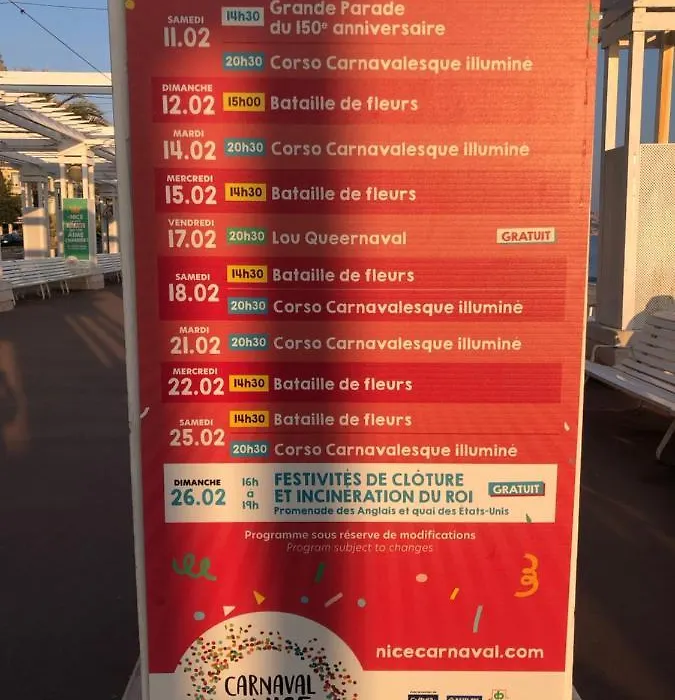 SAMEDI
11.02
14h30
Grande Parade
du 150e anniversaire
20h30 Corso Carnavalesque illuminé
DIMANCHE
12.02 15h00 Bataille de fleurs
MARDI
14.02 20h30 Corso Carnavalesque illuminé
MERCREDI
15.02 14h30 Bataille de fleurs
VENDREDI
17.02 20h30 Lou Queernaval GRATUIT
SAMEDI
18.02
14h30 Bataille de fleurs
20h30 Corso Carnavalesque illuminé
MARDI
21.02 20h30 Corso Carnavalesque illuminé
MERCREDI
22.02 14h30 Bataille de fleurs
SAMEDI
25.02
14h30 Bataille de fleurs
20h30 Corso Carnavalesque illuminé
DIMANCHE
26.02
16h
à
19h
FESTIVITÉS DE CLÔTURE
ET INCINÉRATION DU ROI
GRATUIT
Promenade des Anglais et quai des États-Unis
Programme sous réserve de modifications
Program subject to changes
nicecarnaval.com
CARNAVAL
NICE